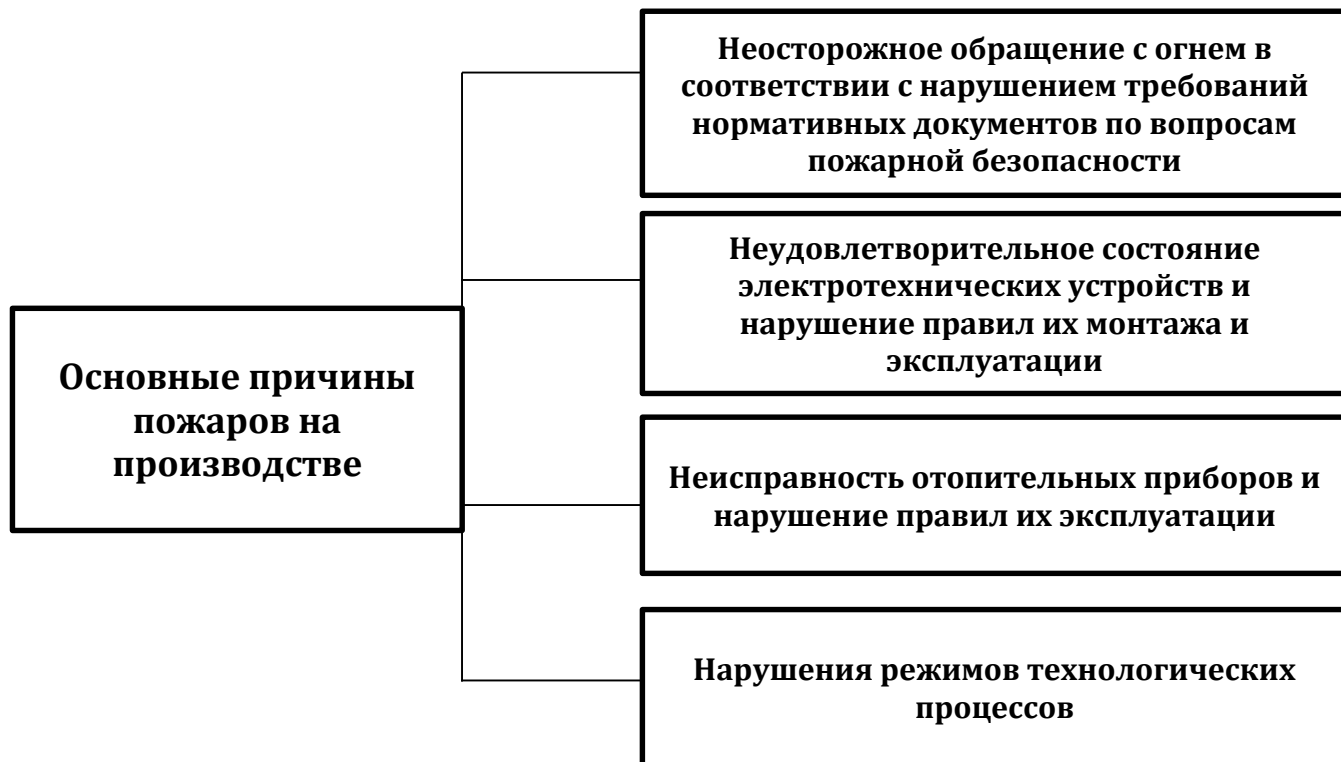 Основные причины
пожаров на
производстве
Неосторожное обращение с огнем в
соответствии с нарушением требований
нормативных документов по вопросам
пожарной безопасности
Неудовлетворительное состояние
электротехнических устройств и
нарушение правил их монтажа и
эксплуатации
Неисправность отопительных приборов и
нарушение правил их эксплуатации
Нарушения режимов технологических
процессов